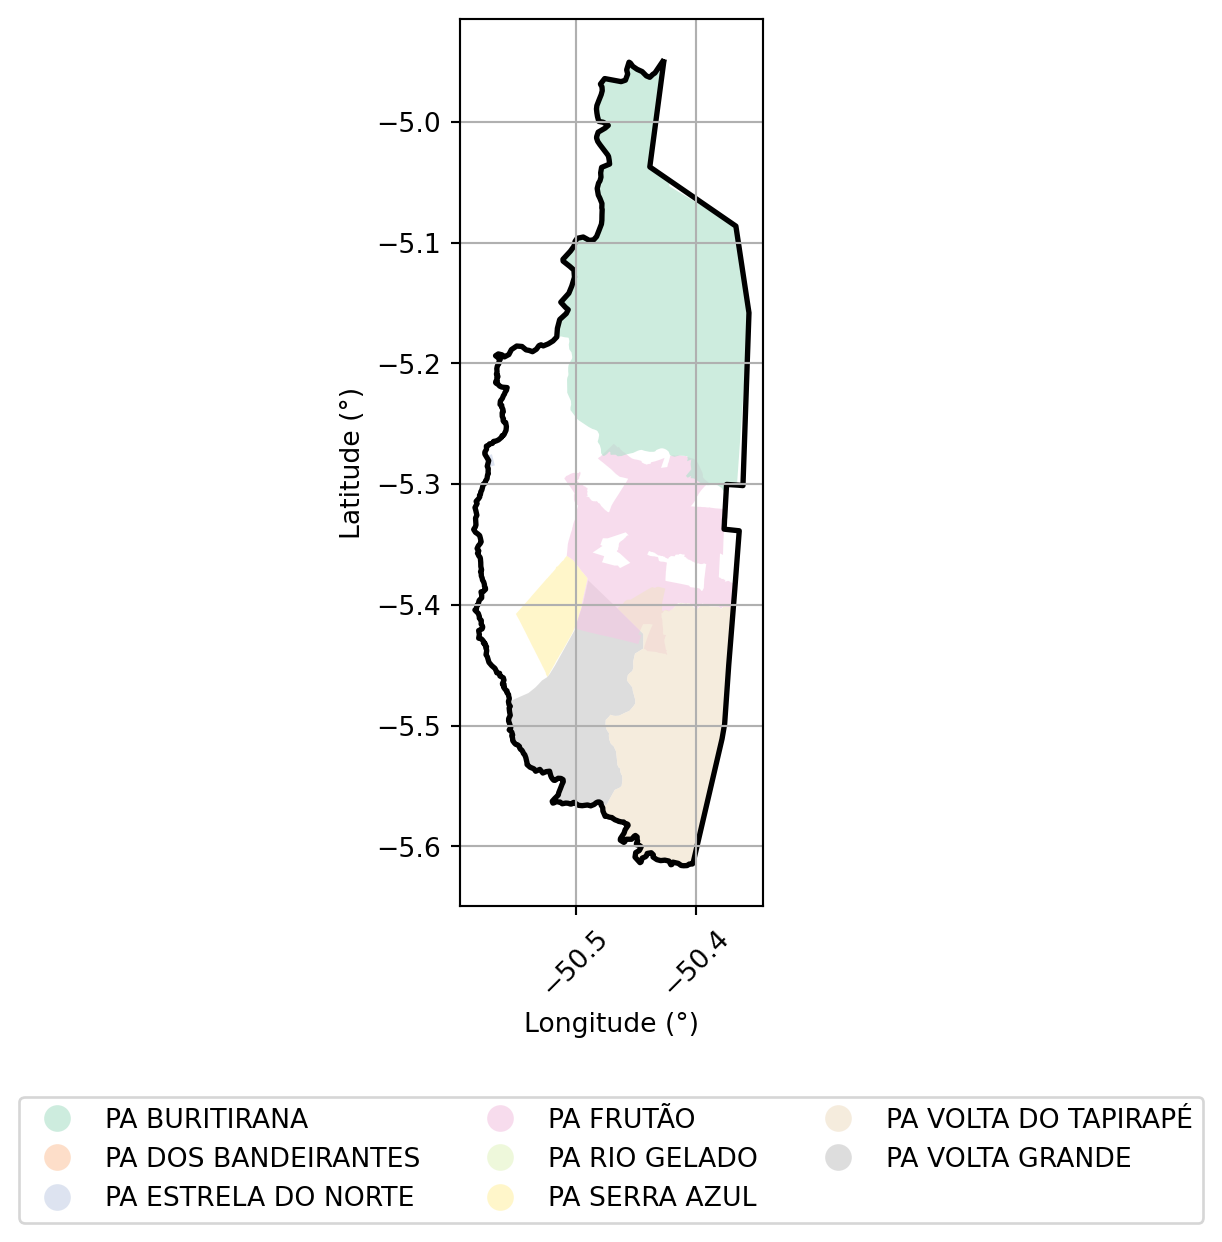 −5.0
−5.1
−5.2
−5.3
−5.4
−5.5
−5.6
Latitude (°)
−50.5
−50.4
Longitude (°)
PA BURITIRANA
PA DOS BANDEIRANTES
PA ESTRELA DO NORTE
PA FRUTÃO
PA RIO GELADO
PA SERRA AZUL
PA VOLTA DO TAPIRAPÉ
PA VOLTA GRANDE